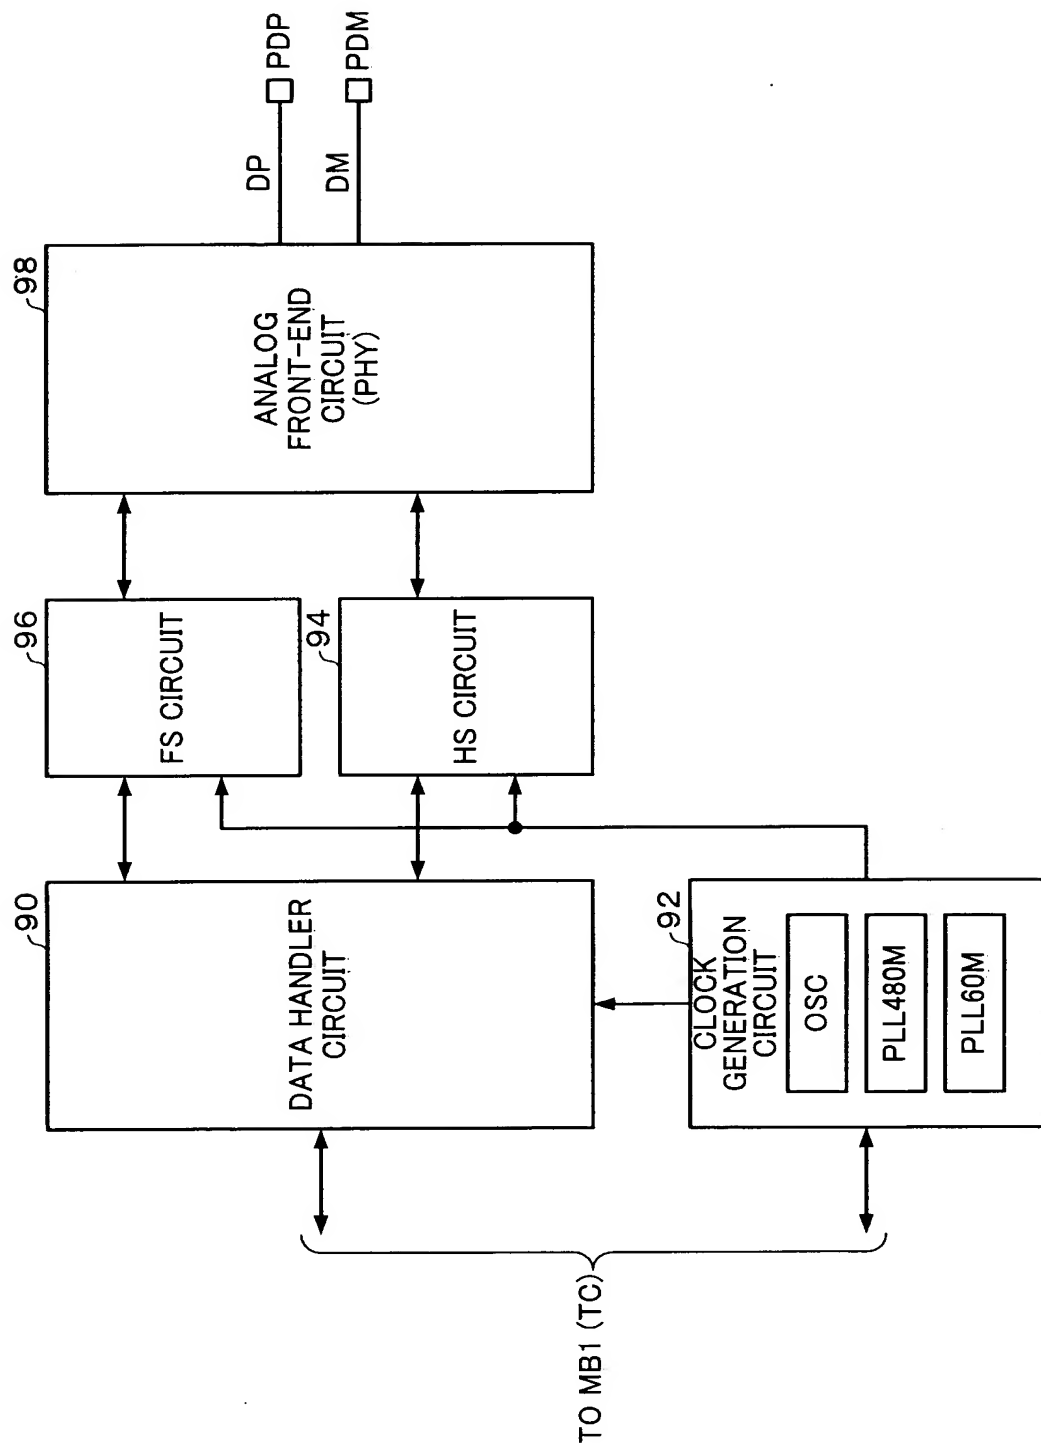 90
DATA HANDLER
CIRCUIT
96
FS CIRCUIT
94
HS CIRCUIT
98
ANALOG
FRONT-END
CIRCUIT
(PHY)
DP
PDP
DM
PDM
92
CLOCK
GENERATION
CIRCUIT
OSC
PLL480M
PLL60M
TO MB1 (TC)